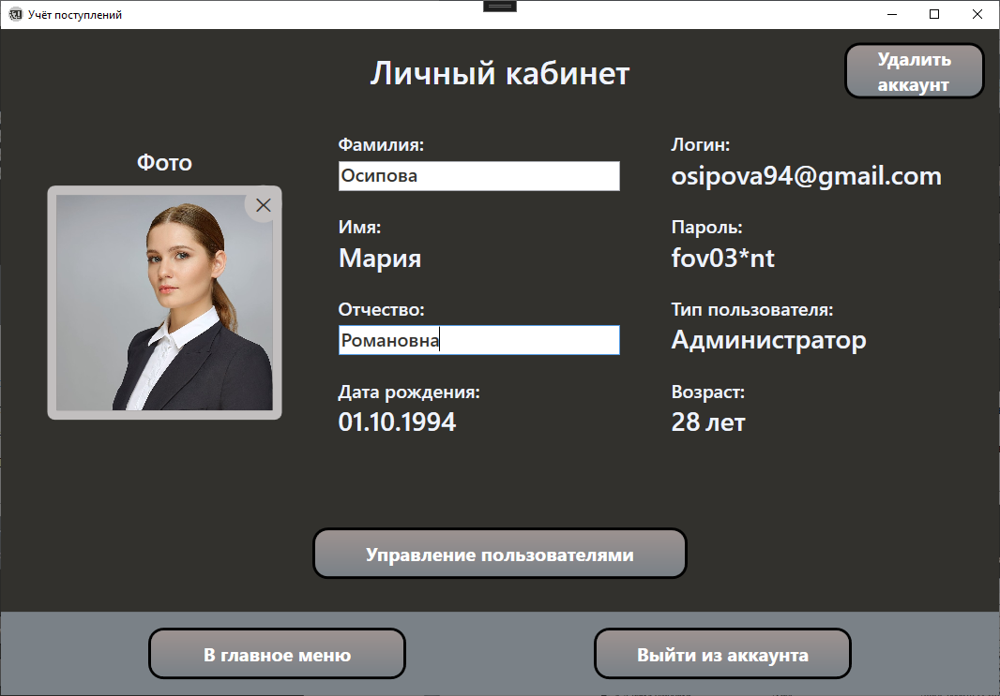 Учёт поступлений
Личный кабинет
Удалить
аккаунт
Фото
Фамилия:
Осипова
Имя:
Мария
Отчество:
Романовна
Дата рождения:
01.10.1994
Логин:
osipova94@gmail.com
Пароль:
fov03*nt
Тип пользователя:
Администратор
Возраст:
28 лет
Управление пользователями
В главное меню
Выйти из аккаунта